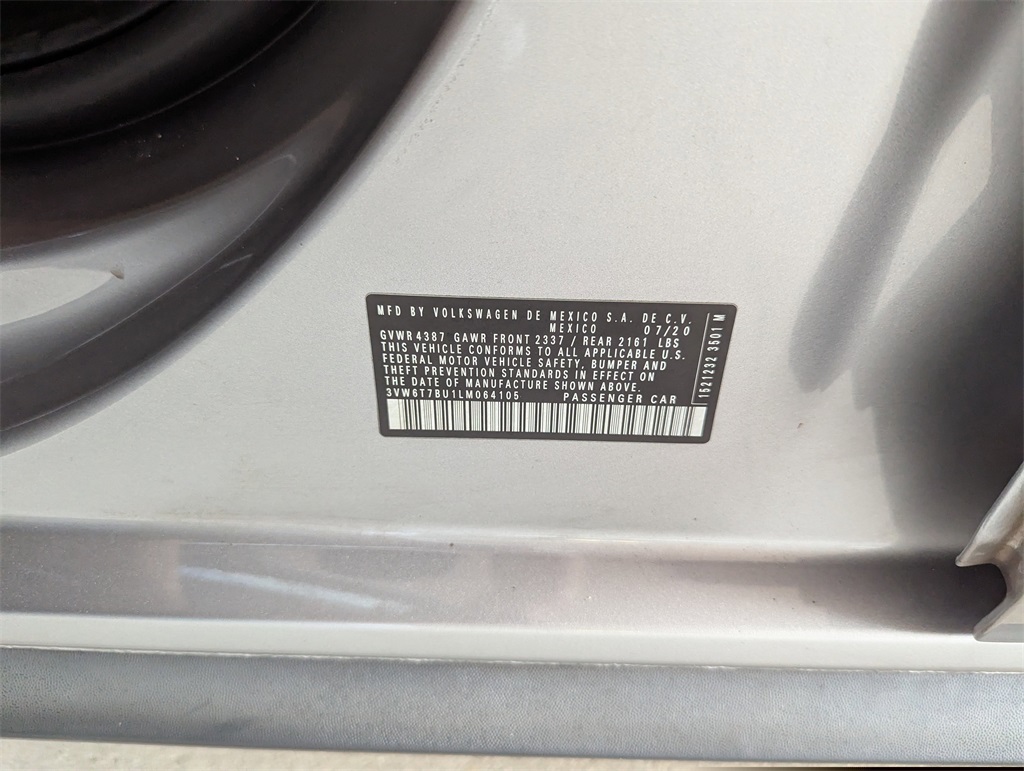 MFD BY VOLKSWAGEN DE MEXICO S.A. DE C.V.
MEXICO 07/20
GVWR 4387 GAWR FRONT 2337 / REAR 2161 LBS
THIS VEHICLE CONFORMS TO ALL APPLICABLE U.S.
FEDERAL MOTOR VEHICLE SAFETY, BUMPER AND
THEFT PREVENTION STANDARDS IN EFFECT ON
THE DATE OF MANUFACTURE SHOWN ABOVE.
3VW6T7BU1LM064105 PASSENGER CAR
1521232 3501 M